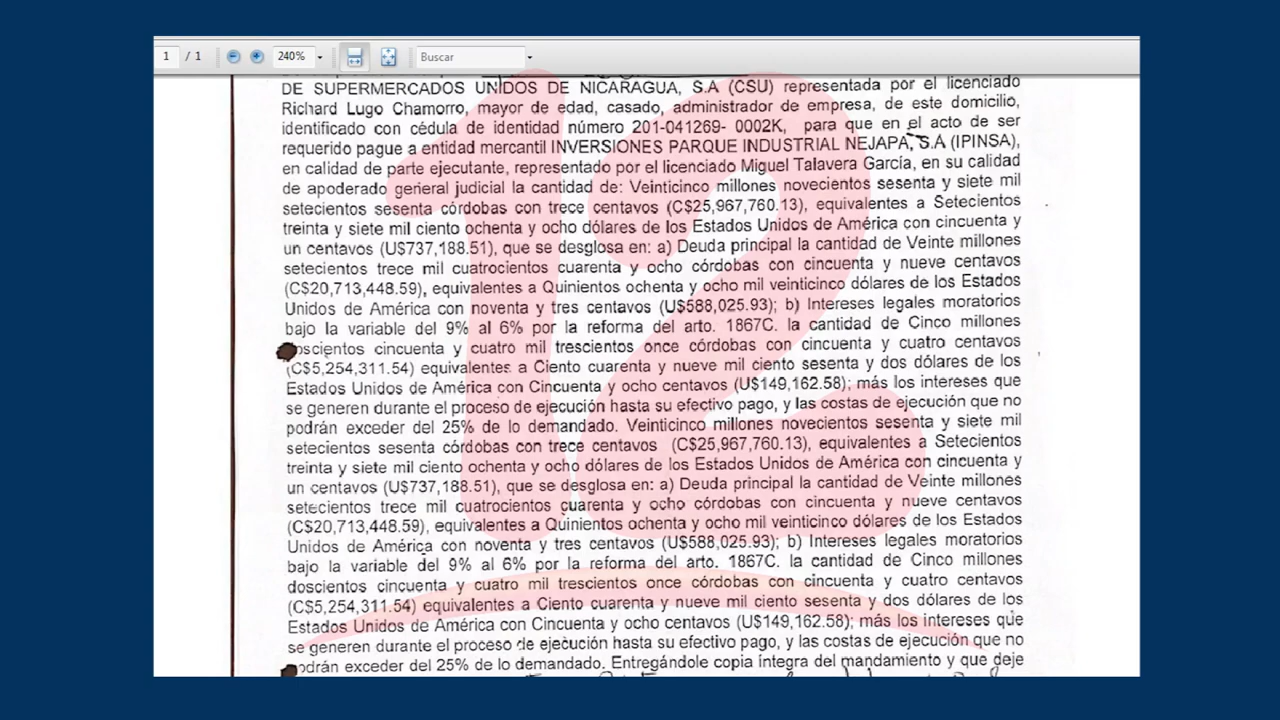 1 / 1 240% Buscar
DE SUPERMERCADOS UNIDOS DE NICARAGUA, S.A (CSU) representada por el licenciado
Richard Lugo Chamorro, mayor de edad, casado, administrador de empresa, de este domicilio,
identificado con cédula de identidad número 201-041269- 0002K, para que en el acto de ser
requerido pague a entidad mercantil INVERSIONES PARQUE INDUSTRIAL NEJAPA, S.A (IPINSA),
en calidad de parte ejecutante, representado por el licenciado Miguel Talavera García, en su calidad
de apoderado general judicial la cantidad de: Veinticinco millones novecientos sesenta y siete mil
setecientos sesenta córdobas con trece centavos (C$25,967,760.13), equivalentes a Setecientos
treinta y siete mil ciento ochenta y ocho dólares de los Estados Unidos de América con cincuenta y
un centavos (U$737,188.51), que se desglosa en: a) Deuda principal la cantidad de Veinte millones
setecientos trece mil cuatrocientos cuarenta y ocho córdobas con cincuenta y nueve centavos
(C$20,713,448.59), equivalentes a Quinientos ochenta y ocho mil veinticinco dólares de los Estados
Unidos de América con noventa y tres centavos (U$588,025.93); b) Intereses legales moratorios
bajo la variable del 9% al 6% por la reforma del arto. 1867C. la cantidad de Cinco millones
oscientos cincuenta y cuatro mil trescientos once córdobas con cincuenta y cuatro centavos
(C$5,254,311.54) equivalentes a Ciento cuarenta y nueve mil ciento sesenta y dos dólares de los
Estados Unidos de América con Cincuenta y ocho centavos (U$149,162.58); más los intereses que
se generen durante el proceso de ejecución hasta su efectivo pago, y las costas de ejecución que no
podrán exceder del 25% de lo demandado. Veinticinco millones novecientos sesenta y siete mil
setecientos sesenta córdobas con trece centavos (C$25,967,760.13), equivalentes a Setecientos
treinta y siete mil ciento ochenta y ocho dólares de los Estados Unidos de América con cincuenta y
un centavos (U$737,188.51), que se desglosa en: a) Deuda principal la cantidad de Veinte millones
setecientos trece mil cuatrocientos cuarenta y ocho córdobas con cincuenta y nueve centavos
(C$20,713,448.59), equivalentes a Quinientos ochenta y ocho mil veinticinco dólares de los Estados
Unidos de América con noventa y tres centavos (U$588,025.93); b) Intereses legales moratorios
bajo la variable del 9% al 6% por la reforma del arto. 1867C. la cantidad de Cinco millones
doscientos cincuenta y cuatro mil trescientos once córdobas con cincuenta y cuatro centavos
(C$5,254,311.54) equivalentes a Ciento cuarenta y nueve mil ciento sesenta y dos dólares de los
Estados Unidos de América con Cincuenta y ocho centavos (U$149,162.58); más los intereses que
se generen durante el proceso de ejecución hasta su efectivo pago, y las costas de ejecución que no
podrán exceder del 25% de lo demandado. Entregándole copia íntegra del mandamiento y que deje
12